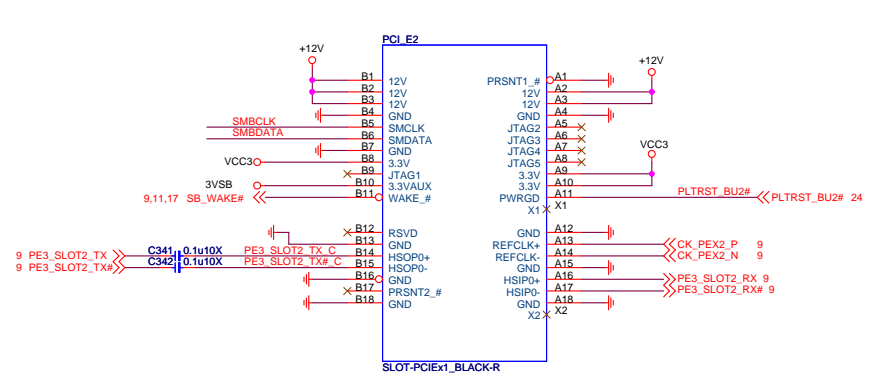 PCI_E2
+12V
B1 12V PRSNT1_# A1
+12V
B2 12V 12V A2
B3 12V 12V A3
B4 GND GND A4
SMBCLK B5 SMCLK JTAG2 A5
SMBDATA B6 SMDATA JTAG3 A6
B7 GND JTAG4 A7
VCC3 B8 3.3V JTAG5 A8
VCC3
B9 JTAG1 3.3V A9
3VSB B10 3.3VAUX 3.3V A10
9,11,17 SB_WAKE# B11 WAKE_# PWRGD A11 PLTRST_BU2# PLTRST_BU2# 24
X1 X1
B12 RSVD GND A12
B13 GND REFCLK+ A13 CK_PEX2_P 9
9 PE3_SLOT2_TX C341 0.1u10X PE3_SLOT2_TX_C B14 HSOP0+ REFCLK- A14 CK_PEX2_N 9
9 PE3_SLOT2_TX# C342 0.1u10X PE3_SLOT2_TX#_C B15 HSOP0- GND A15
B16 GND HSIP0+ A16 PE3_SLOT2_RX 9
B17 PRSNT2_# HSIP0- A17 PE3_SLOT2_RX# 9
B18 GND GND A18
X2 X2
SLOT-PCIEx1_BLACK-R